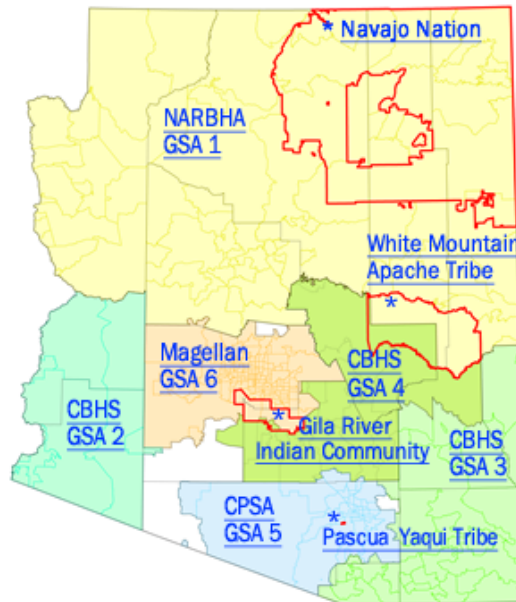 * Navajo Nation
NARBHA
GSA 1
White Mountain
Apache Tribe
*
Magellan
GSA 6
CBHS
GSA 4
CBHS
GSA 2
*
Gila River
Indian Community
CBHS
GSA 3
CPSA
GSA 5
*
Pascua Yaqui Tribe